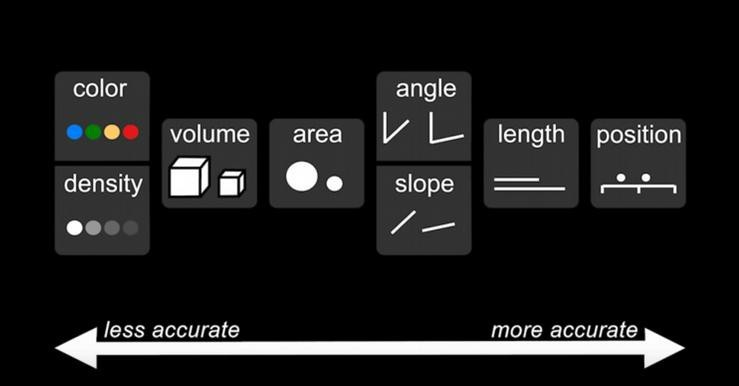 color
density
volume
area
angle
slope
length
position
less accurate
more accurate